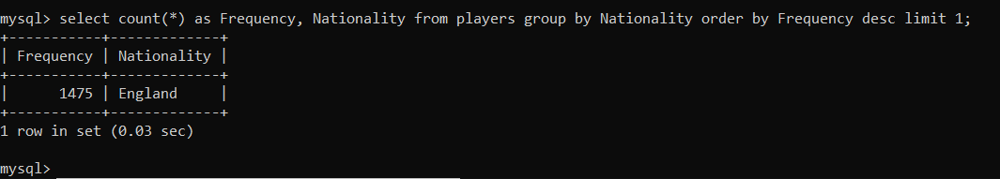 mysql> select count(*) as Frequency, Nationality from players group by Nationality order by Frequency desc limit 1;
+-----------+-------------+
| Frequency | Nationality |
+-----------+-------------+
|      1475 | England     |
+-----------+-------------+
1 row in set (0.03 sec)
mysql>